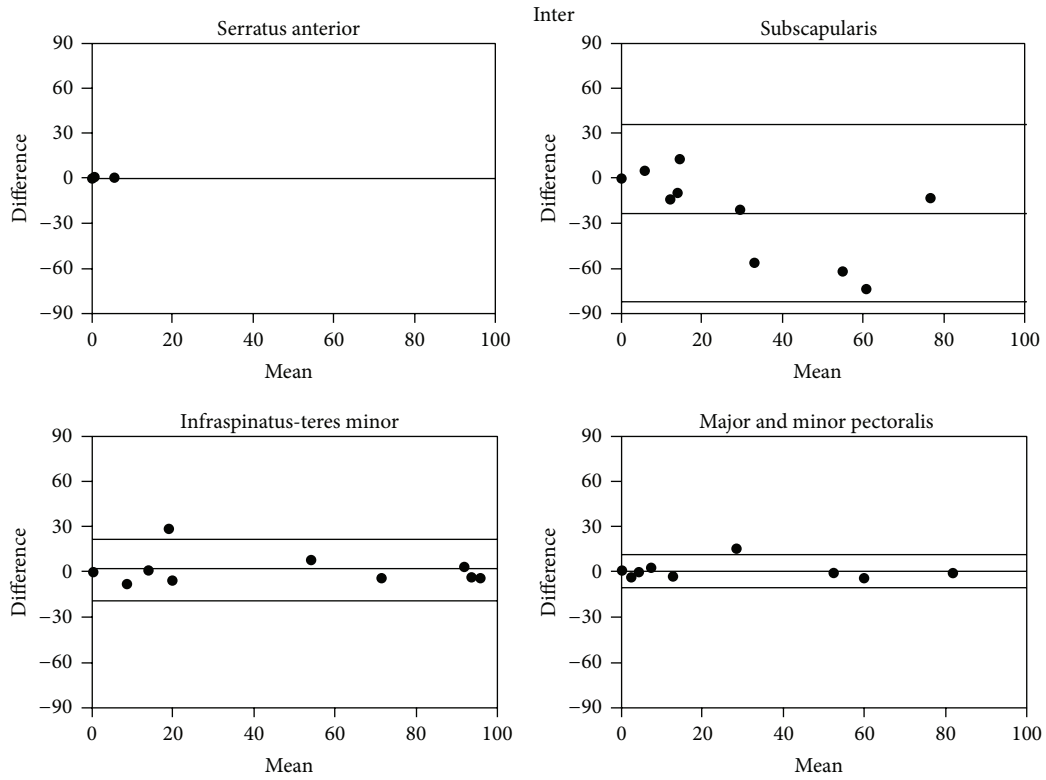 Inter
Serratus anterior
90
60
30
0
−30
−60
−90
Difference
0 20 40 60 80 100
Mean
Subscapularis
90
60
30
0
−30
−60
−90
Difference
0 20 40 60 80 100
Mean
Infraspinatus-teres minor
90
60
30
0
−30
−60
−90
Difference
0 20 40 60 80 100
Mean
Major and minor pectoralis
90
60
30
0
−30
−60
−90
Difference
0 20 40 60 80 100
Mean